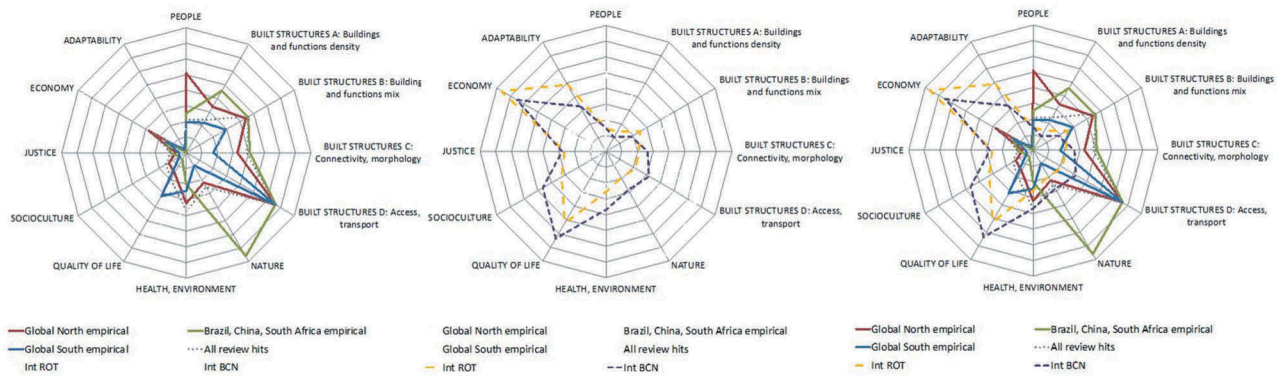 PEOPLE
BUILT STRUCTURES A: Buildings
and functions density
BUILT STRUCTURES B: Building
and functions mix
BUILT STRUCTURES C:
Connectivity, morphology
BUILT STRUCTURES D: Access,
transport
NATURE
HEALTH, ENVIRONMENT
QUALITY OF LIFE
SOCIOCULTURE
JUSTICE
ECONOMY
ADAPTABILITY
Global North empirical
Brazil, China, South Africa empirical
Global South empirical
All review hits
Int ROT
Int BCN
PEOPLE
BUILT STRUCTURES A: Buildings
and functions density
BUILT STRUCTURES B: Buildings
and functions mix
BUILT STRUCTURES C:
Connectivity, morphology
BUILT STRUCTURES D: Access,
transport
NATURE
HEALTH, ENVIRONMENT
QUALITY OF LIFE
SOCIOCULTURE
JUSTICE
ECONOMY
ADAPTABILITY
Global North empirical
Brazil, China, South Africa empirical
Global South empirical
All review hits
Int ROT
Int BCN
PEOPLE
BUILT STRUCTURES A: Buildings
and functions density
BUILT STRUCTURES B: Buildings
and functions mix
BUILT STRUCTURES C:
Connectivity, morphology
BUILT STRUCTURES D: Access,
transport
NATURE
HEALTH, ENVIRONMENT
QUALITY OF LIFE
SOCIOCULTURE
JUSTICE
ECONOMY
ADAPTABILITY
Global North empirical
Brazil, China, South Africa empirical
Global South empirical
All review hits
Int ROT
Int BCN